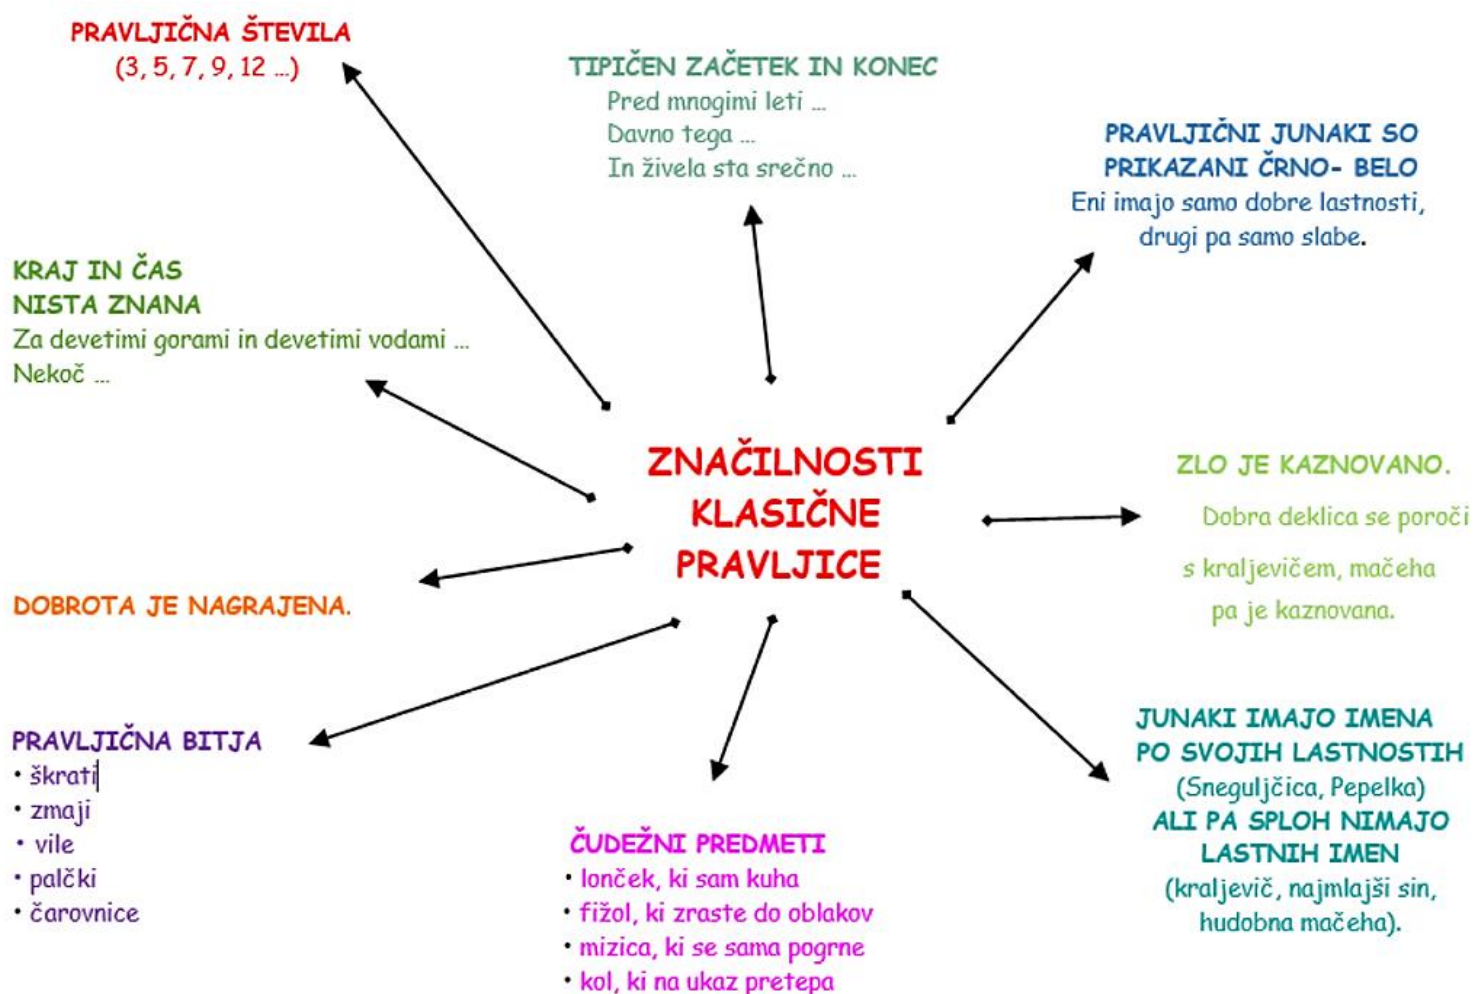 PRAVLJIČNA ŠTEVILA
(3, 5, 7, 9, 12 …)
TIPIČEN ZAČETEK IN KONEC
Pred mnogimi leti …
Davno tega …
In živela sta srečno …
PRAVLJIČNI JUNAKI SO
PRIKAZANI ČRNO- BELO
Eni imajo samo dobre lastnosti,
drugi pa samo slabe.
KRAJ IN ČAS
NISTA ZNANA
Za devetimi gorami in devetimi vodami …
Nekoč …
ZNAČILNOSTI
KLASIČNE
PRAVLJICE
ZLO JE KAZNOVANO.
Dobra deklica se poroči
s kraljevičem, mačeha
pa je kaznovana.
DOBROTA JE NAGRAJENA.
PRAVLJIČNA BITJA
• škrati
• zmaji
• vile
• palčki
• čarovnice
ČUDEŽNI PREDMETI
• lonček, ki sam kuha
• fižol, ki zraste do oblakov
• mizica, ki se sama pogrne
• kol, ki na ukaz pretepa
JUNAKI IMAJO IMENA
PO SVOJIH LASTNOSTIH
(Sneguljčica, Pepelka)
ALI PA SPLOH NIMAJO
LASTNIH IMEN
(kraljevič, najmlajši sin,
hudobna mačeha).